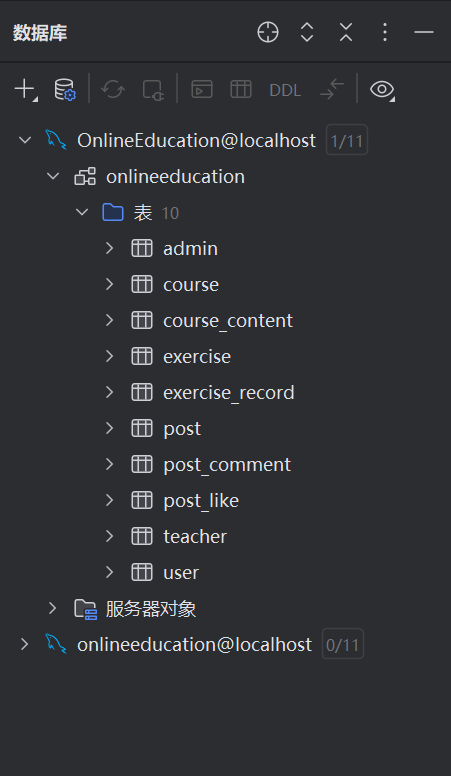 数据库
DDL
OnlineEducation@localhost 1/11
onlineeducation
表 10
admin
course
course_content
exercise
exercise_record
post
post_comment
post_like
teacher
user
服务器对象
onlineeducation@localhost 0/11